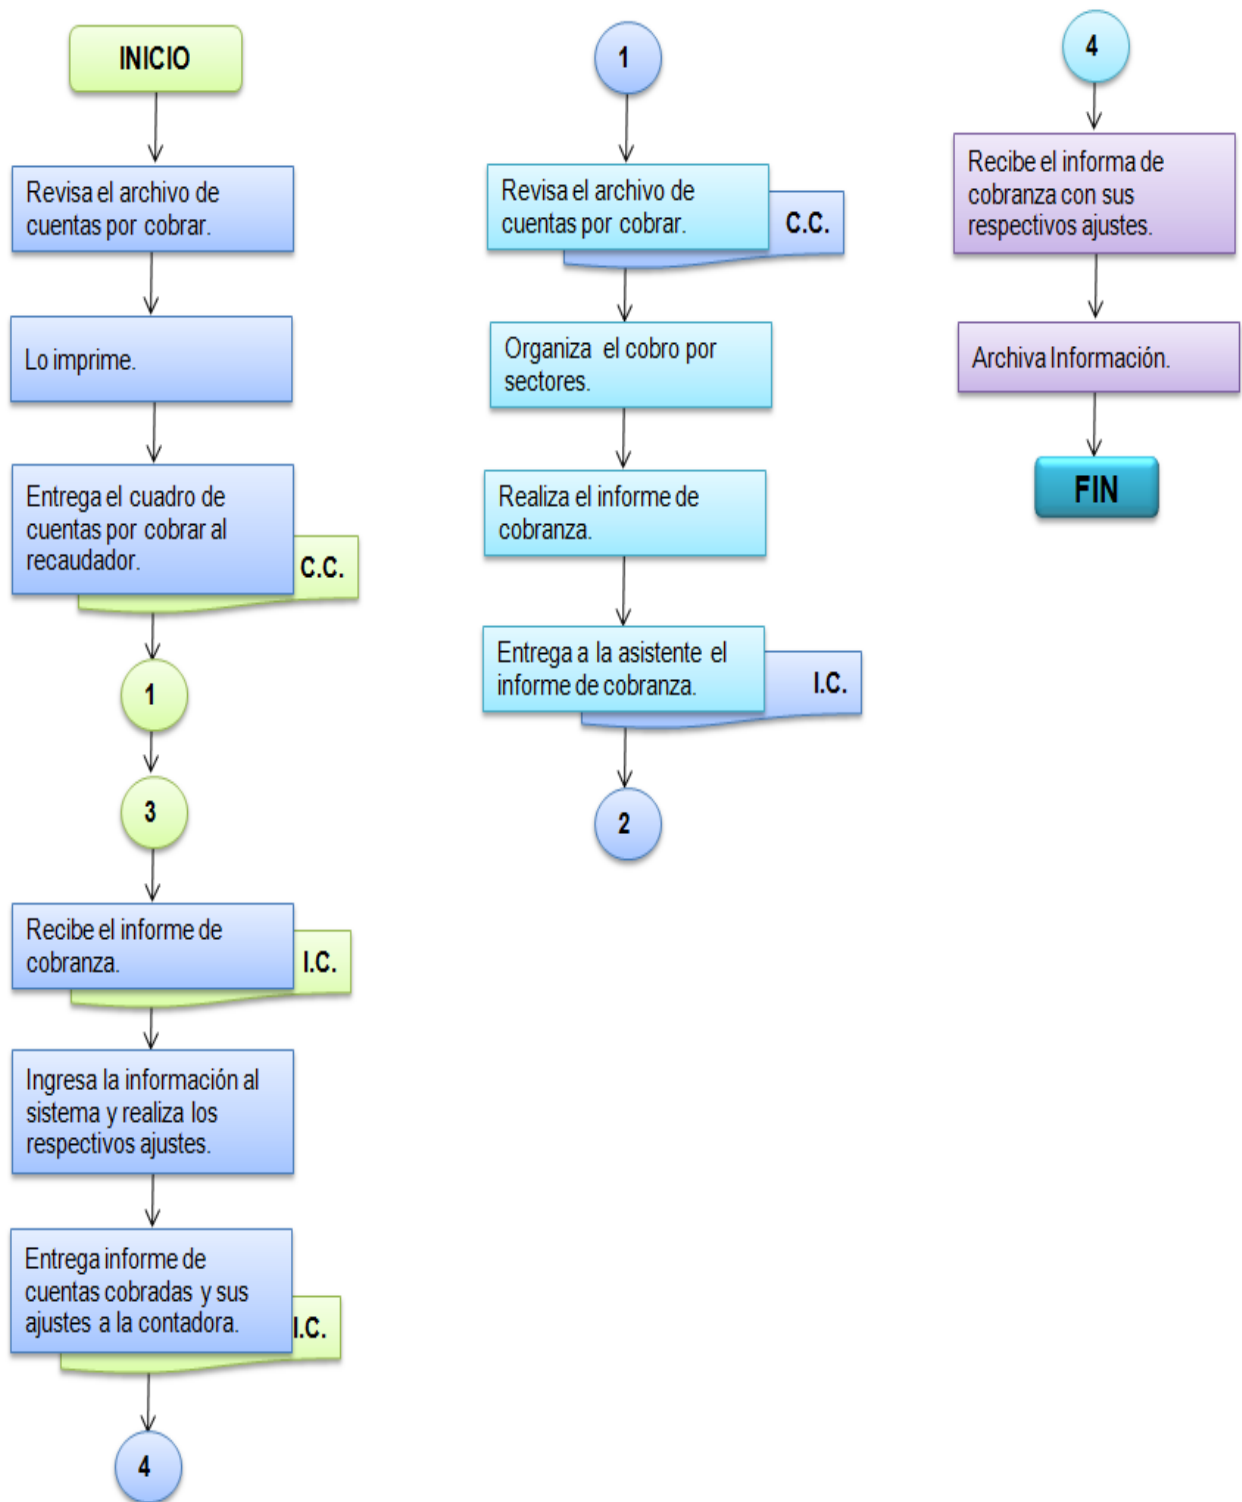 INICIO
Revisa el archivo de
cuentas por cobrar.
Lo imprime.
Entrega el cuadro de
cuentas por cobrar al
recaudador.
C.C.
1
3
Recibe el informe de
cobranza.
I.C.
Ingresa la información al
sistema y realiza los
respectivos ajustes.
Entrega informe de
cuentas cobradas y sus
ajustes a la contadora.
I.C.
4
1
Revisa el archivo de
cuentas por cobrar.
C.C.
Organiza el cobro por
sectores.
Realiza el informe de
cobranza.
Entrega a la asistente el
informe de cobranza.
I.C.
2
4
Recibe el informa de
cobranza con sus
respectivos ajustes.
Archiva Información.
FIN